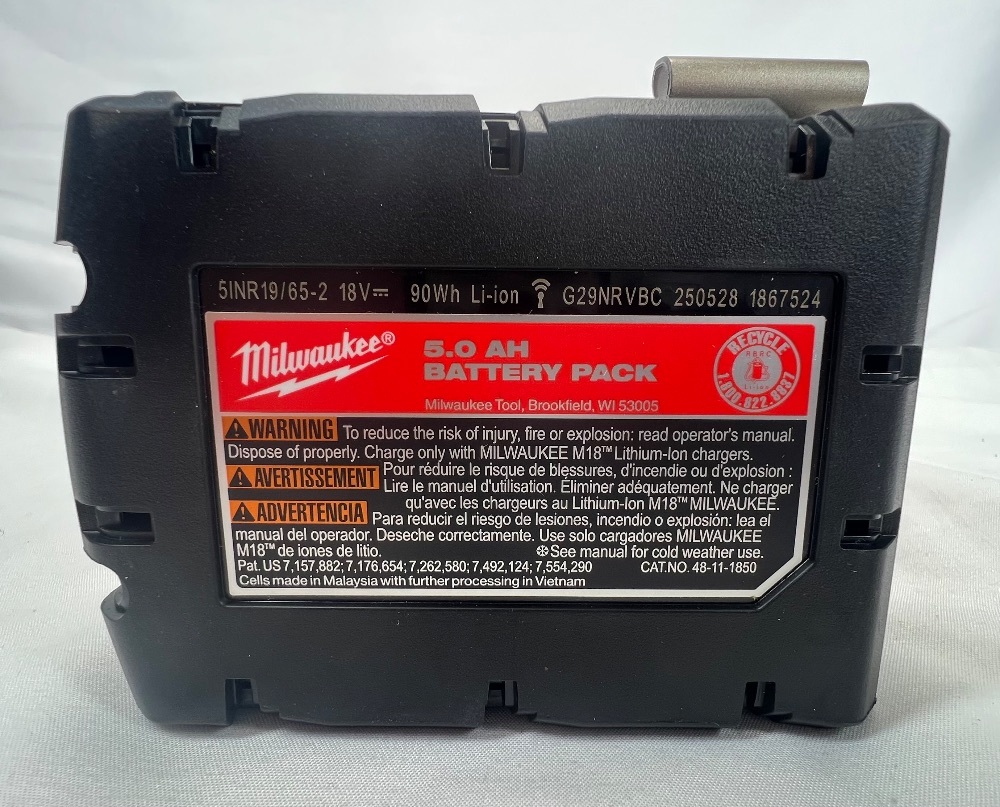 5INR19/65-2 18V⎓ 90Wh Li-ion G29NRVBC 250528 1867524
Milwaukee®
5.0 AH
BATTERY PACK
Milwaukee Tool, Brookfield, WI 53005
RECYCLE
RBRC
Li-ion
1.800.822.8837
⚠WARNING To reduce the risk of injury, fire or explosion: read operator's manual.
Dispose of properly. Charge only with MILWAUKEE M18™ Lithium-Ion chargers.
⚠AVERTISSEMENT Pour réduire le risque de blessures, d'incendie ou d'explosion :
Lire le manuel d'utilisation. Éliminer adéquatement. Ne charger
qu'avec les chargeurs au Lithium-Ion M18™ MILWAUKEE.
⚠ADVERTENCIA Para reducir el riesgo de lesiones, incendio o explosión: lea el
manual del operador. Deseche correctamente. Use solo cargadores MILWAUKEE
M18™ de iones de litio. ❄See manual for cold weather use.
Pat. US 7,157,882; 7,176,654; 7,262,580; 7,492,124; 7,554,290 CAT.NO. 48-11-1850
Cells made in Malaysia with further processing in Vietnam